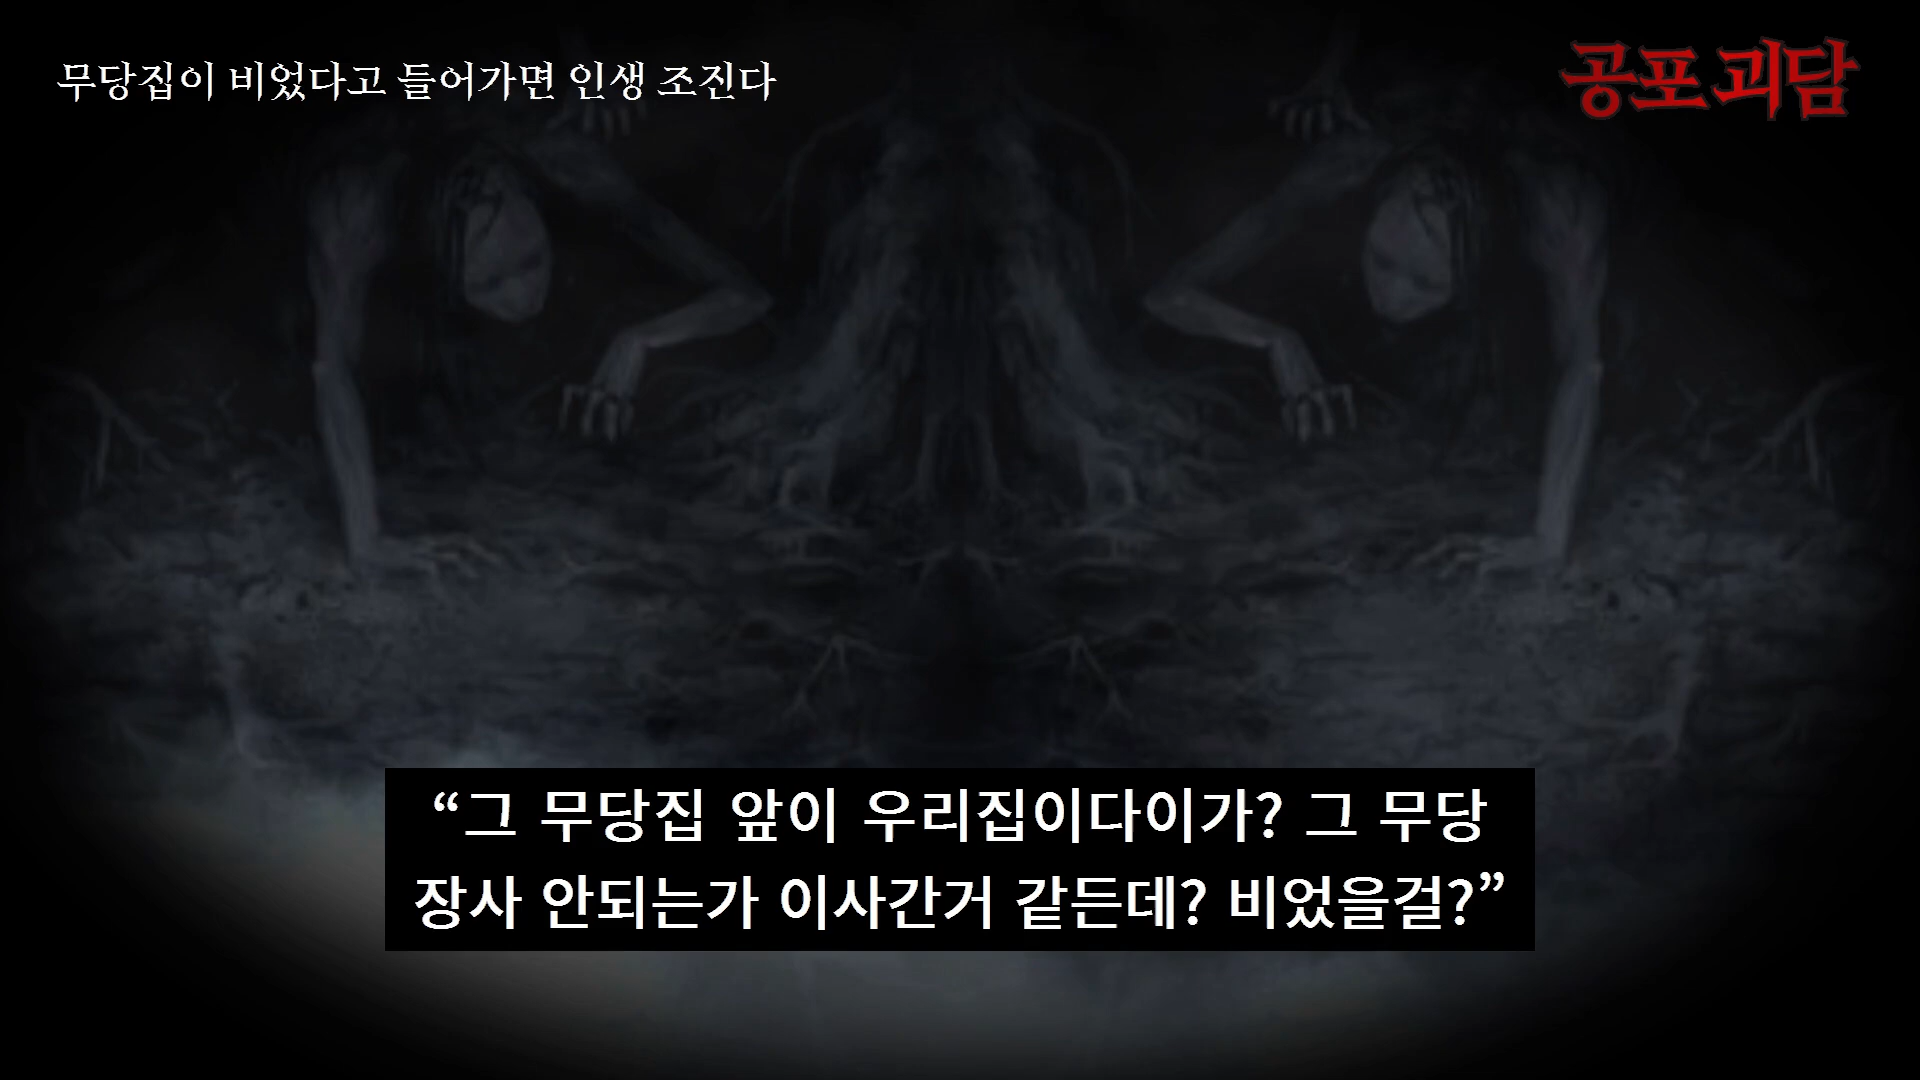 무당집이 비었다고 들어가면 인생 조진다
공포괴담
“그 무당집 앞이 우리집이다이가? 그 무당
장사 안되는가 이사간거 같든데? 비었을걸?”